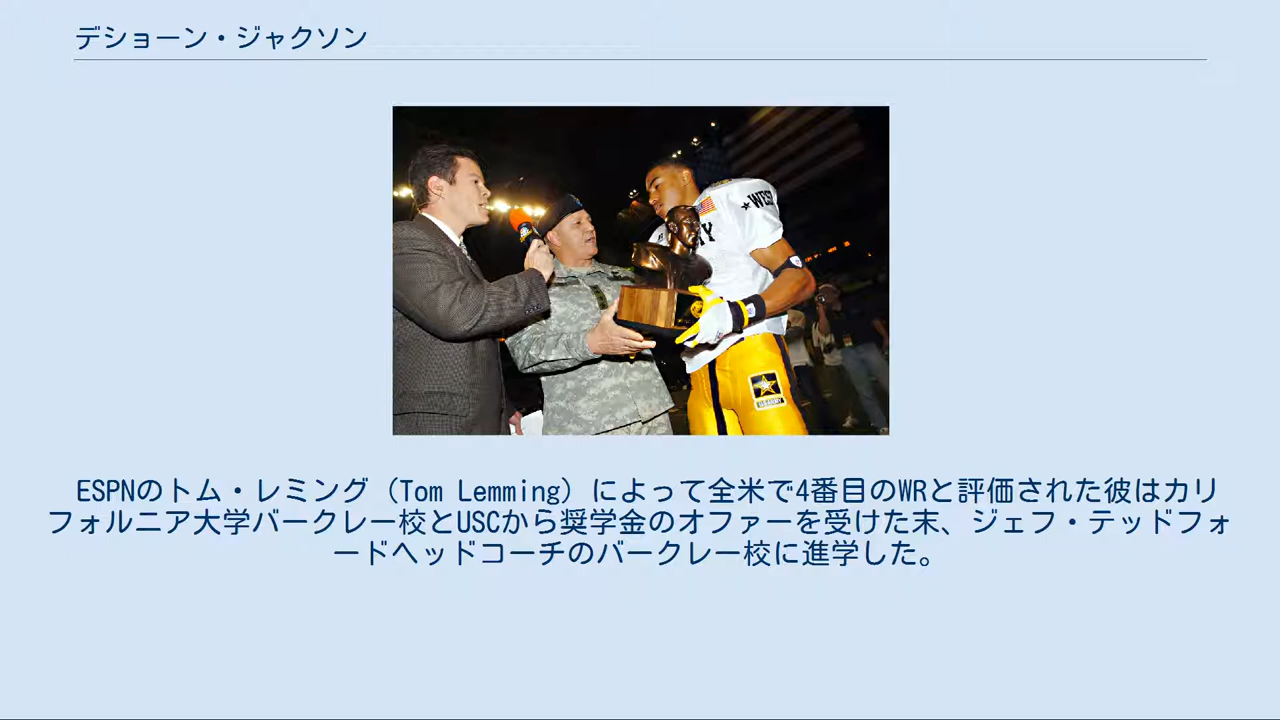 デショーン・ジャクソン
WEST
U.S.ARMY
ESPNのトム・レミング（Tom Lemming）によって全米で4番目のWRと評価された彼はカリ
フォルニア大学バークレー校とUSCから奨学金のオファーを受けた末、ジェフ・テッドフォ
ードヘッドコーチのバークレー校に進学した。